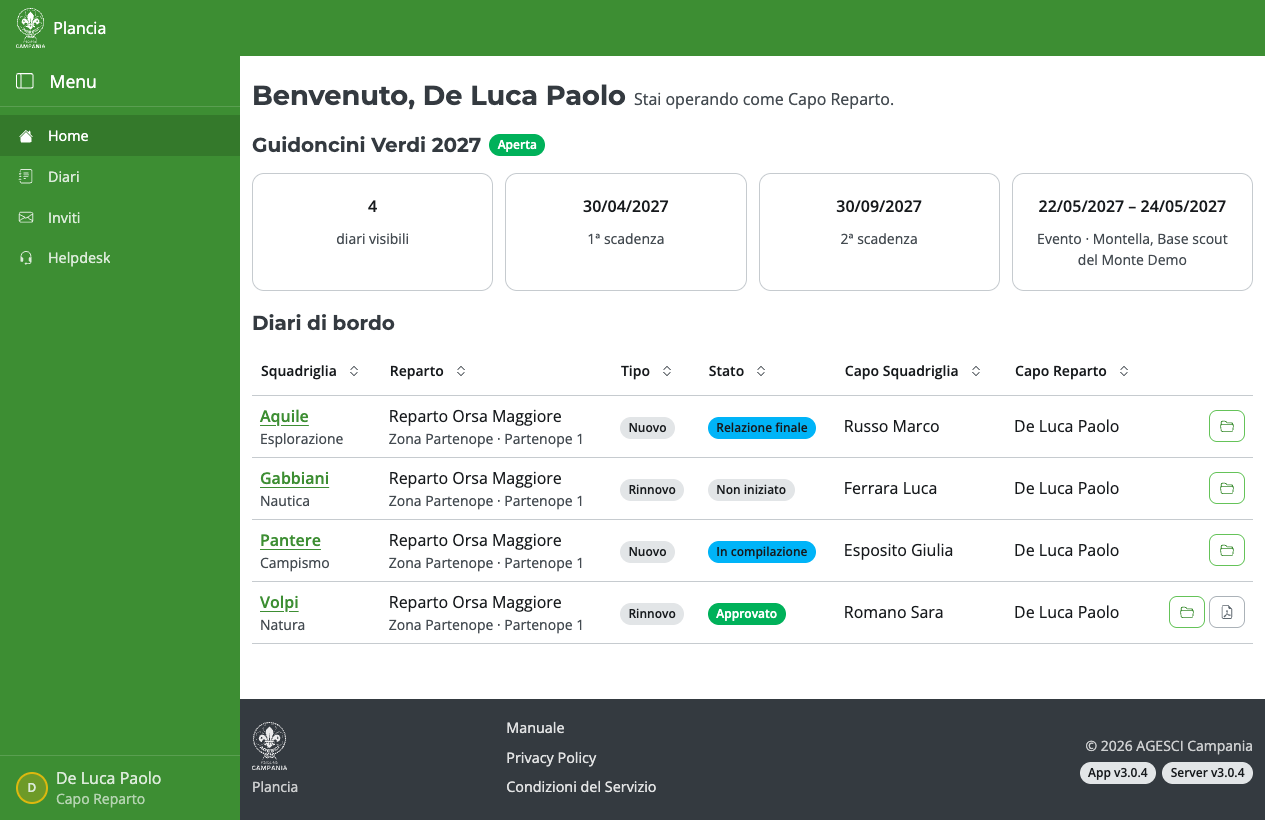 CAMPANIA
Plancia
Menu
Home
Diari
Inviti
Helpdesk
Benvenuto, De Luca Paolo Stai operando come Capo Reparto.
Guidoncini Verdi 2027 Aperta
4
diari visibili
30/04/2027
1ª scadenza
30/09/2027
2ª scadenza
22/05/2027 – 24/05/2027
Evento · Montella, Base scout
del Monte Demo
Diari di bordo
Squadriglia Reparto Tipo Stato Capo Squadriglia Capo Reparto
Aquile Reparto Orsa Maggiore Nuovo Relazione finale Russo Marco De Luca Paolo
Esplorazione Zona Partenope · Partenope 1
Gabbiani Reparto Orsa Maggiore Rinnovo Non iniziato Ferrara Luca De Luca Paolo
Nautica Zona Partenope · Partenope 1
Pantere Reparto Orsa Maggiore Nuovo In compilazione Esposito Giulia De Luca Paolo
Campismo Zona Partenope · Partenope 1
Volpi Reparto Orsa Maggiore Rinnovo Approvato Romano Sara De Luca Paolo
Natura Zona Partenope · Partenope 1
D
De Luca Paolo
Capo Reparto
CAMPANIA
Plancia
Manuale
Privacy Policy
Condizioni del Servizio
© 2026 AGESCI Campania
App v3.0.4 Server v3.0.4